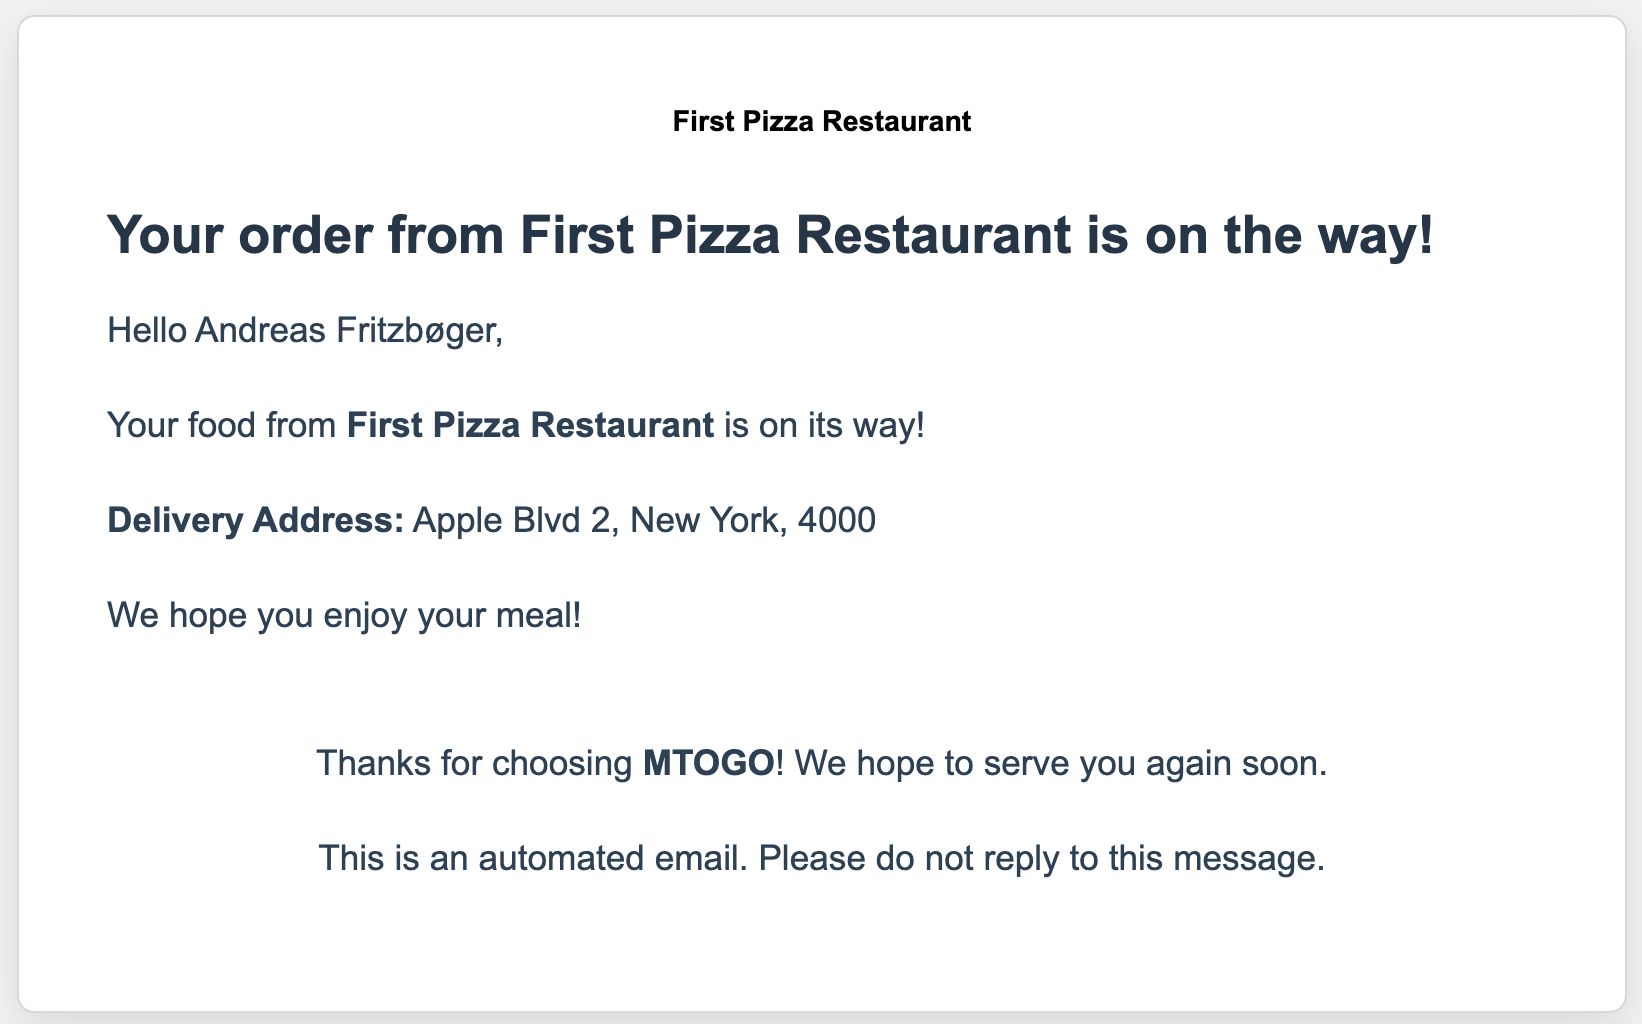 First Pizza Restaurant
Your order from First Pizza Restaurant is on the way!
Hello Andreas Fritzbøger,
Your food from First Pizza Restaurant is on its way!
Delivery Address: Apple Blvd 2, New York, 4000
We hope you enjoy your meal!
Thanks for choosing MTOGO! We hope to serve you again soon.
This is an automated email. Please do not reply to this message.